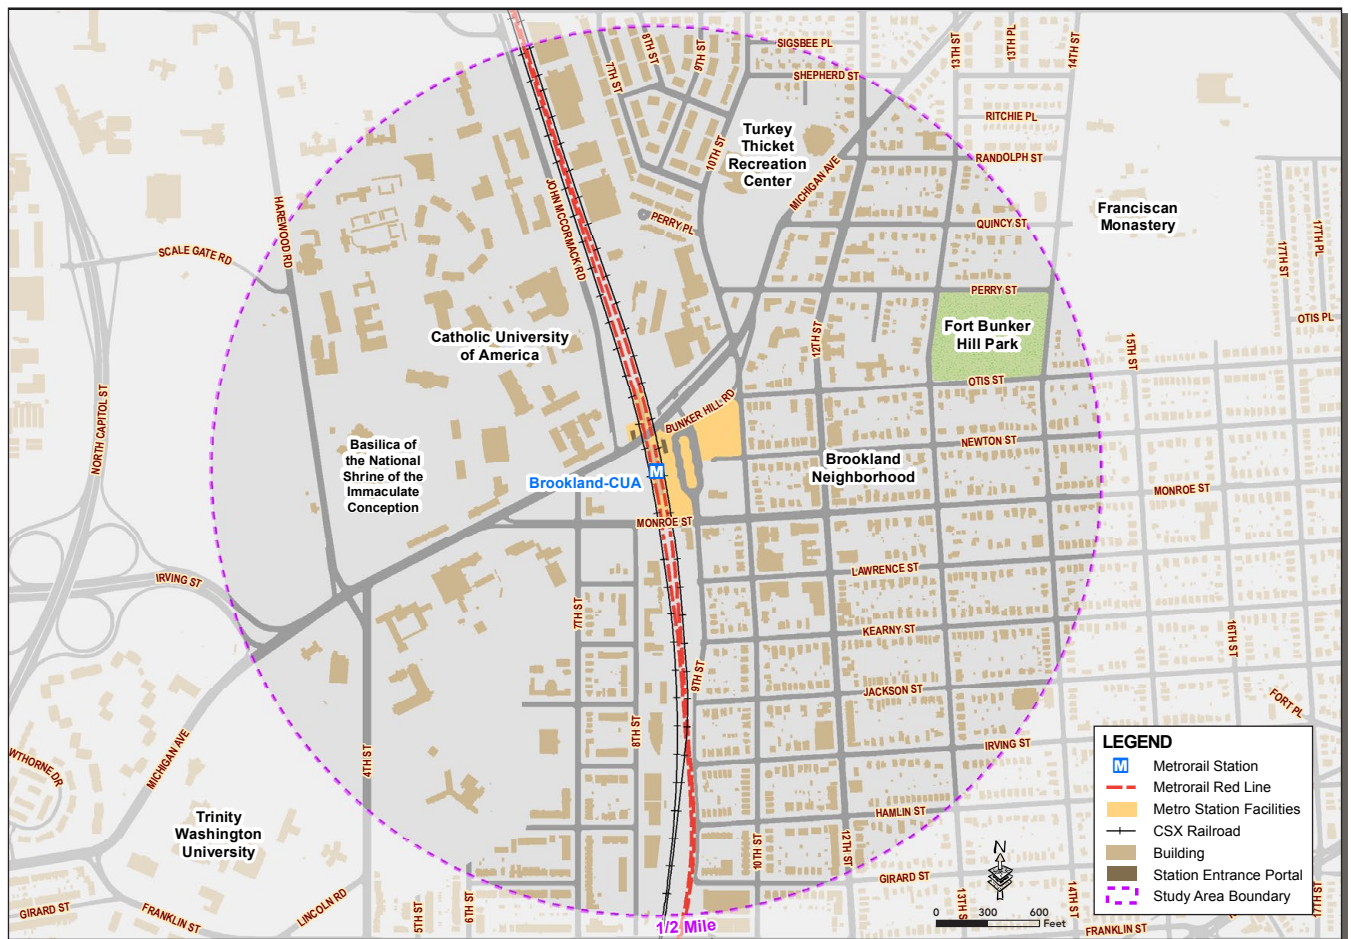 SIGSBEE PL
SHEPHERD ST
8TH ST
9TH ST
7TH ST
13TH ST
13TH PL
14TH ST
RITCHIE PL
RANDOLPH ST
Turkey
Thicket
Recreation
Center
10TH ST
MICHIGAN AVE
QUINCY ST
Franciscan
Monastery
17TH ST
17TH PL
OTIS PL
HAREWOOD RD
SCALE GATE RD
JOHN MCCORMACK RD
PERRY PL
PERRY ST
Fort Bunker
Hill Park
OTIS ST
12TH ST
15TH ST
Catholic University
of America
NORTH CAPITOL ST
BUNKER HILL RD
NEWTON ST
Basilica of
the National
Shrine of the
Immaculate
Conception
M
Brookland-CUA
Brookland
Neighborhood
MONROE ST
MONROE ST
IRVING ST
LAWRENCE ST
7TH ST
KEARNY ST
16TH ST
9TH ST
JACKSON ST
FORT PL
8TH ST
IRVING ST
WTHORNE DR
MICHIGAN AVE
4TH ST
Trinity
Washington
University
HAMLIN ST
10TH ST
12TH ST
GIRARD ST
13TH S
14TH ST
17TH ST
GIRARD ST
FRANKLIN ST
LINCOLN RD
5TH ST
6TH ST
1/2 Mile
FRANKLIN ST
N
0 300 600
Feet
LEGEND
M Metrorail Station
Metrorail Red Line
Metro Station Facilities
CSX Railroad
Building
Station Entrance Portal
Study Area Boundary